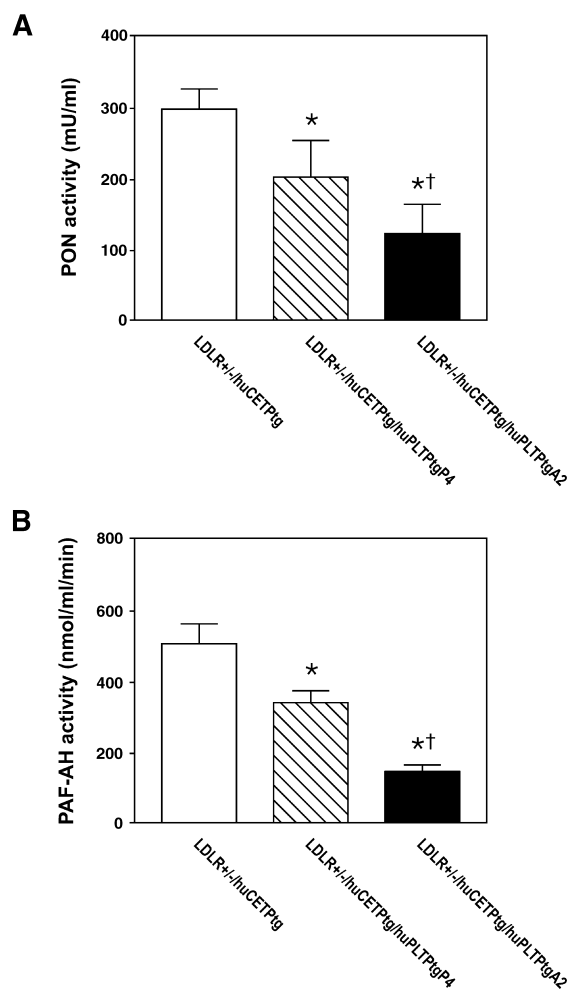 A
PON activity (mU/ml)
400
300
200
100
0
*
*†
LDLR+/-/huCETPtg
LDLR+/-/huCETPtg/huPLTPtgP4
LDLR+/-/huCETPtg/huPLTPtgA2
B
PAF-AH activity (nmol/ml/min)
800
600
400
200
0
*
*†
LDLR+/-/huCETPtg
LDLR+/-/huCETPtg/huPLTPtgP4
LDLR+/-/huCETPtg/huPLTPtgA2